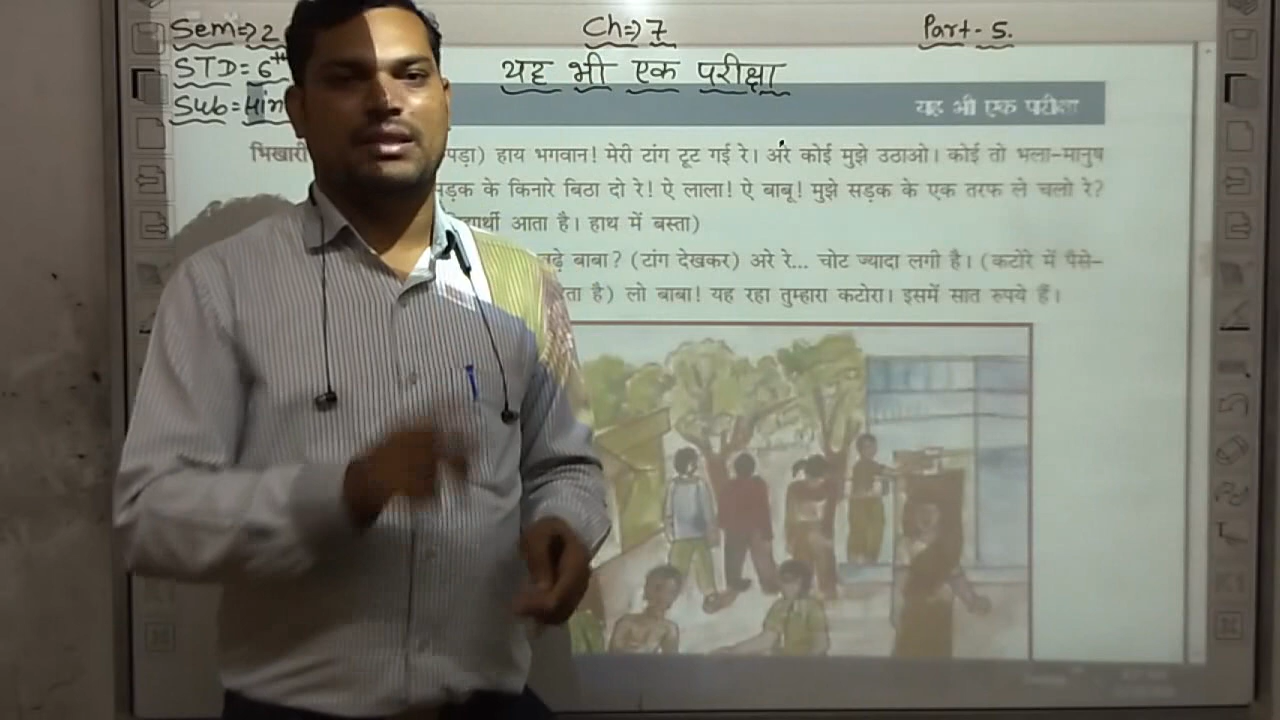 Sem⇒2 Ch⇒7 Part-5.
STD=6th यह भी एक परीक्षा
Sub=Hin यह भी एक परीक्षा
भिखारी पड़ा) हाय भगवान! मेरी टांग टूट गई रे। अरे कोई मुझे उठाओ। कोई तो भला-मानुष
के किनारे बिठा दो रे! ऐ लाला! ऐ बाबू! मुझे सड़क के एक तरफ ले चलो रे?
आता है। हाथ में बस्ता)
बाबा? (टांग देखकर) अरे रे... चोट ज्यादा लगी है। (कटोरे में पैसे-
है) लो बाबा! यह रहा तुम्हारा कटोरा। इसमें सात रुपये हैं।